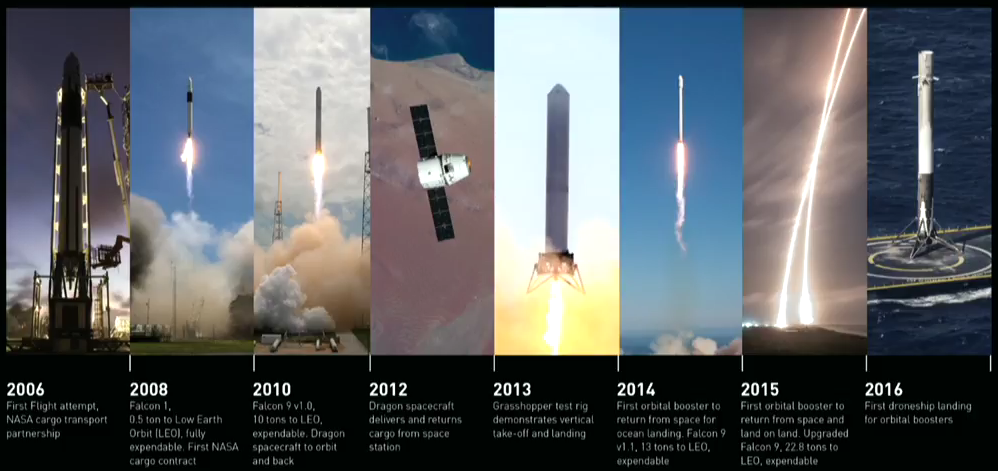 2006
First Flight attempt,
NASA cargo transport
partnership
2008
Falcon 1,
0.5 ton to Low Earth
Orbit (LEO), fully
expendable. First NASA
cargo contract
2010
Falcon 9 v1.0,
10 tons to LEO,
expendable. Dragon
spacecraft to orbit
and back
2012
Dragon spacecraft
delivers and returns
cargo from space
station
2013
Grasshopper test rig
demonstrates vertical
take-off and landing
2014
First orbital booster to
return from space for
ocean landing. Falcon 9
v1.1, 13 tons to LEO,
expendable
2015
First orbital booster to
return from space and
land on land. Upgraded
Falcon 9, 22.8 tons to
LEO, expendable
2016
First droneship landing
for orbital boosters